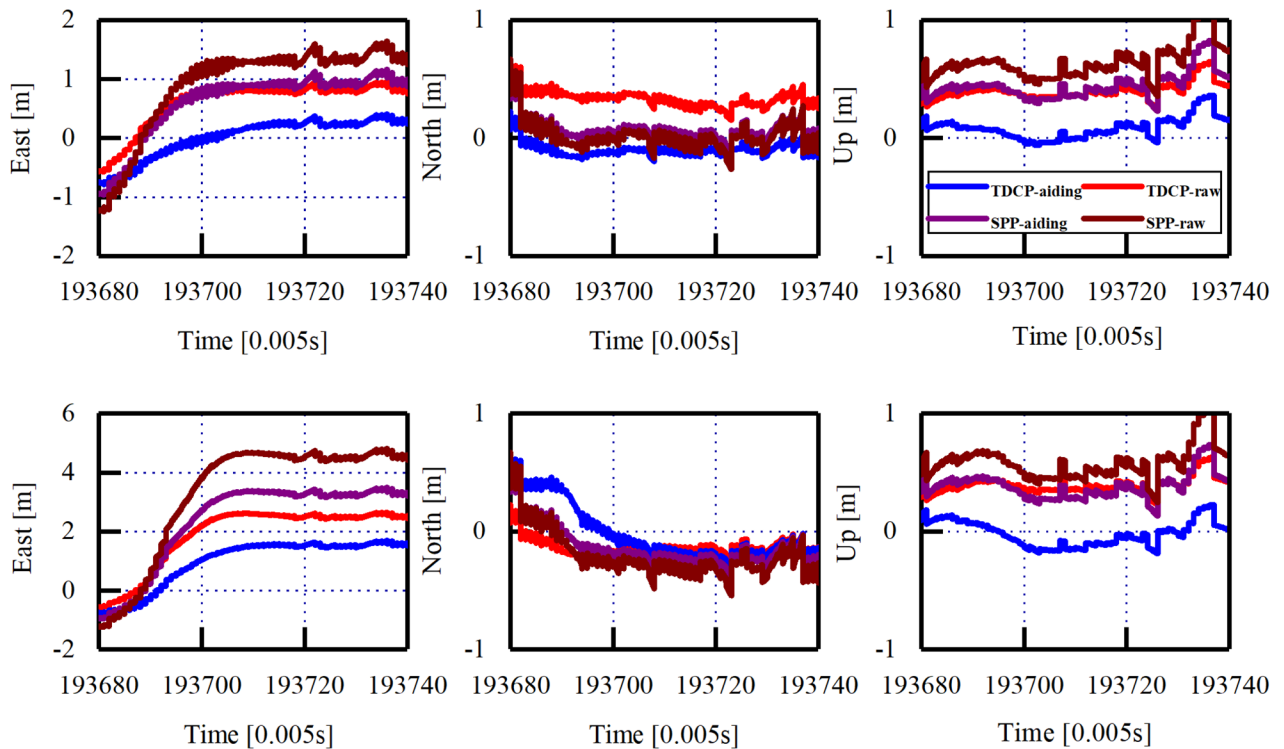 2
1
0
-1
-2
East [m]
193680 193700 193720 193740
Time [0.005s]
1
0
-1
North [m]
193680 193700 193720 193740
Time [0.005s]
1
0
-1
Up [m]
TDCP-aiding TDCP-raw
SPP-aiding SPP-raw
193680 193700 193720 193740
Time [0.005s]
6
4
2
0
-2
East [m]
193680 193700 193720 193740
Time [0.005s]
1
0
-1
North [m]
193680 193700 193720 193740
Time [0.005s]
1
0
-1
Up [m]
193680 193700 193720 193740
Time [0.005s]